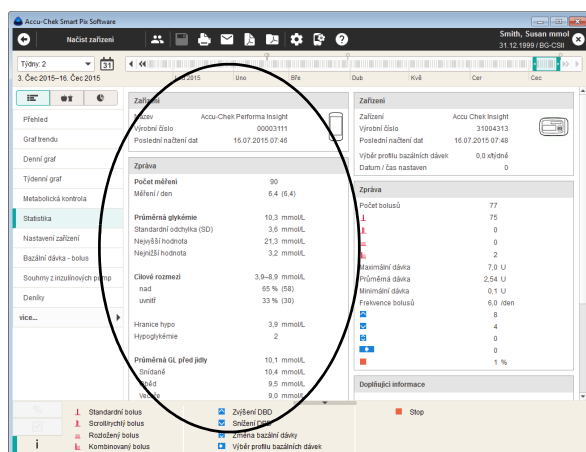 Accu-Chek Smart Pix Software
Načíst zařízení
Smith, Susan mmol
31.12.1999 / BG-CSII
Týdny: 2
31
3. Čec 2015–16. Čec 2015
2015
Úno
Bře
Dub
Kvě
Čer
Čec
Přehled
Graf trendu
Denní graf
Týdenní graf
Metabolická kontrola
Statistika
Nastavení zařízení
Bazální dávka - bolus
Souhrny z inzulínových pump
Deníky
více...
Zařízení
Název Accu-Chek Performa Insight
Výrobní číslo 00003111
Poslední načtení dat 16.07.2015 07:46
Zpráva
Počet měření 90
Měření / den 6,4 (6,4)
Průměrná glykémie 10,3 mmol/L
Standardní odchylka (SD) 3,6 mmol/L
Nejvyšší hodnota 21,3 mmol/L
Nejnižší hodnota 3,2 mmol/L
Cílové rozmezí 3,9–8,9 mmol/L
nad 65 % (58)
uvnitř 33 % (30)
Hranice hypo 3,9 mmol/L
Hypoglykémie 2
Průměrná GL před jídly 10,1 mmol/L
Snídaně 10,4 mmol/L
Oběd 9,5 mmol/L
Večeře 9,0 mmol/L
Zařízení
Zařízení Accu Chek Insight
Výrobní číslo 31004313
Poslední načtení dat 16.07.2015 07:48
Výběr profilu bazálních dávek 0,0 x/týdně
Datum / čas nastaven 0
Zpráva
Počet bolusů 77
75
0
0
2
Maximální dávka 7,0 U
Průměrná dávka 2,54 U
Minimální dávka 0,1 U
Frekvence bolusů 6,0 /den
8
4
0
0
1 %
Doplňující informace
i
Standardní bolus
Scroll/rychlý bolus
Rozložený bolus
Kombinovaný bolus
Zvýšení DBD
Snížení DBD
Změna bazální dávky
Výběr profilu bazálních dávek
Stop